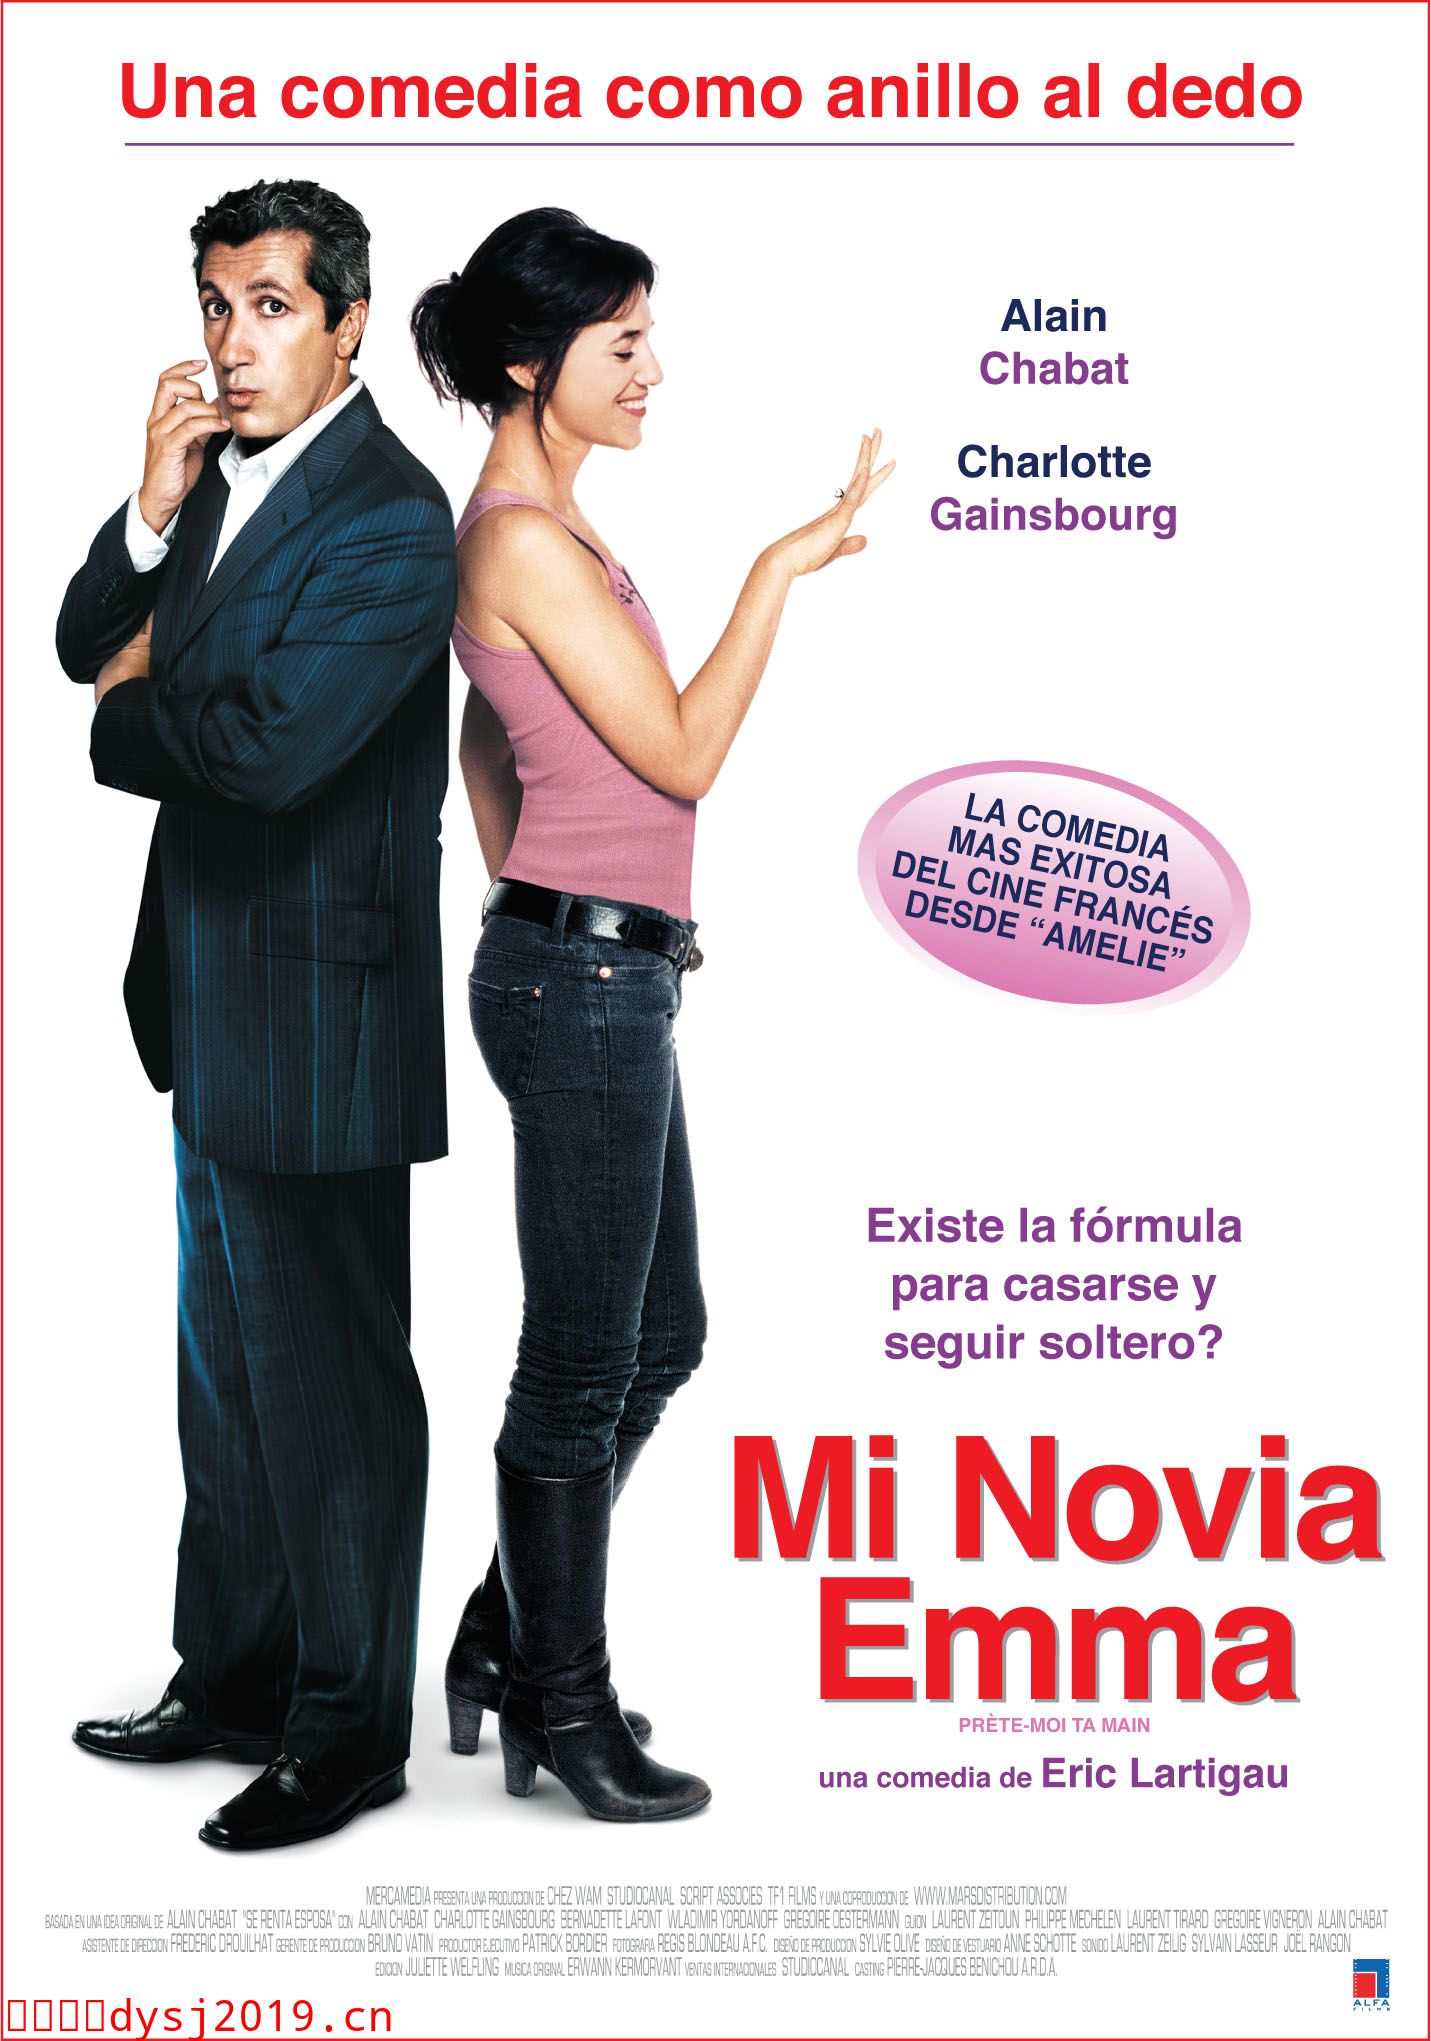 Una comedia como anillo al dedo
Alain
Chabat
Charlotte
Gainsbourg
LA COMEDIA
MAS EXITOSA
DEL CINE FRANCÉS
DESDE “AMELIE”
Existe la fórmula
para casarse y
seguir soltero?
Mi Novia
Emma
PRÈTE-MOI TA MAIN
una comedia de Eric Lartigau
MERCAMEDIA PRESENTA UNA PRODUCCION DE CHEZ WAM STUDIOCANAL SCRIPT ASSOCIES TF1 FILMS Y UNA COPRODUCCION DE WWW.MARSDISTRIBUTION.COM
BASADA EN UNA IDEA ORIGINAL DE ALAIN CHABAT "SE RENTA ESPOSA" CON ALAIN CHABAT CHARLOTTE GAINSBOURG BERNADETTE LAFONT WLADIMIR YORDANOFF GREGOIRE OESTERMANN GUION LAURENT ZEITOUN PHILIPPE MECHELEN LAURENT TIRARD GREGOIRE VIGNERON ALAIN CHABAT
ASISTENTE DE DIRECCION FREDERIC DROUILHAT GERENTE DE PRODUCCION BRUNO VATIN PRODUCTOR EJECUTIVO PATRICK BORDIER FOTOGRAFIA REGIS BLONDEAU A.F.C. DISEÑO DE PRODUCCION SYLVIE OLIVE DISEÑO DE VESTUARIO ANNE SCHOTTE SONIDO LAURENT ZEILIG SYLVAIN LASSEUR JOËL RANGON
EDICION JULIETTE WELFLING MUSICA ORIGINAL ERWANN KERMORVANT VENTAS INTERNACIONALES STUDIOCANAL CASTING PIERRE-JACQUES BENICHOU A.R.D.A.
ALFA
FILMS
dysj2019.cn